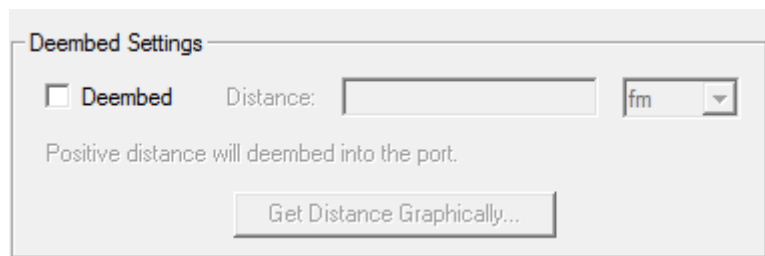 Deembed Settings
Deembed Distance: fm
Positive distance will deembed into the port.
Get Distance Graphically...